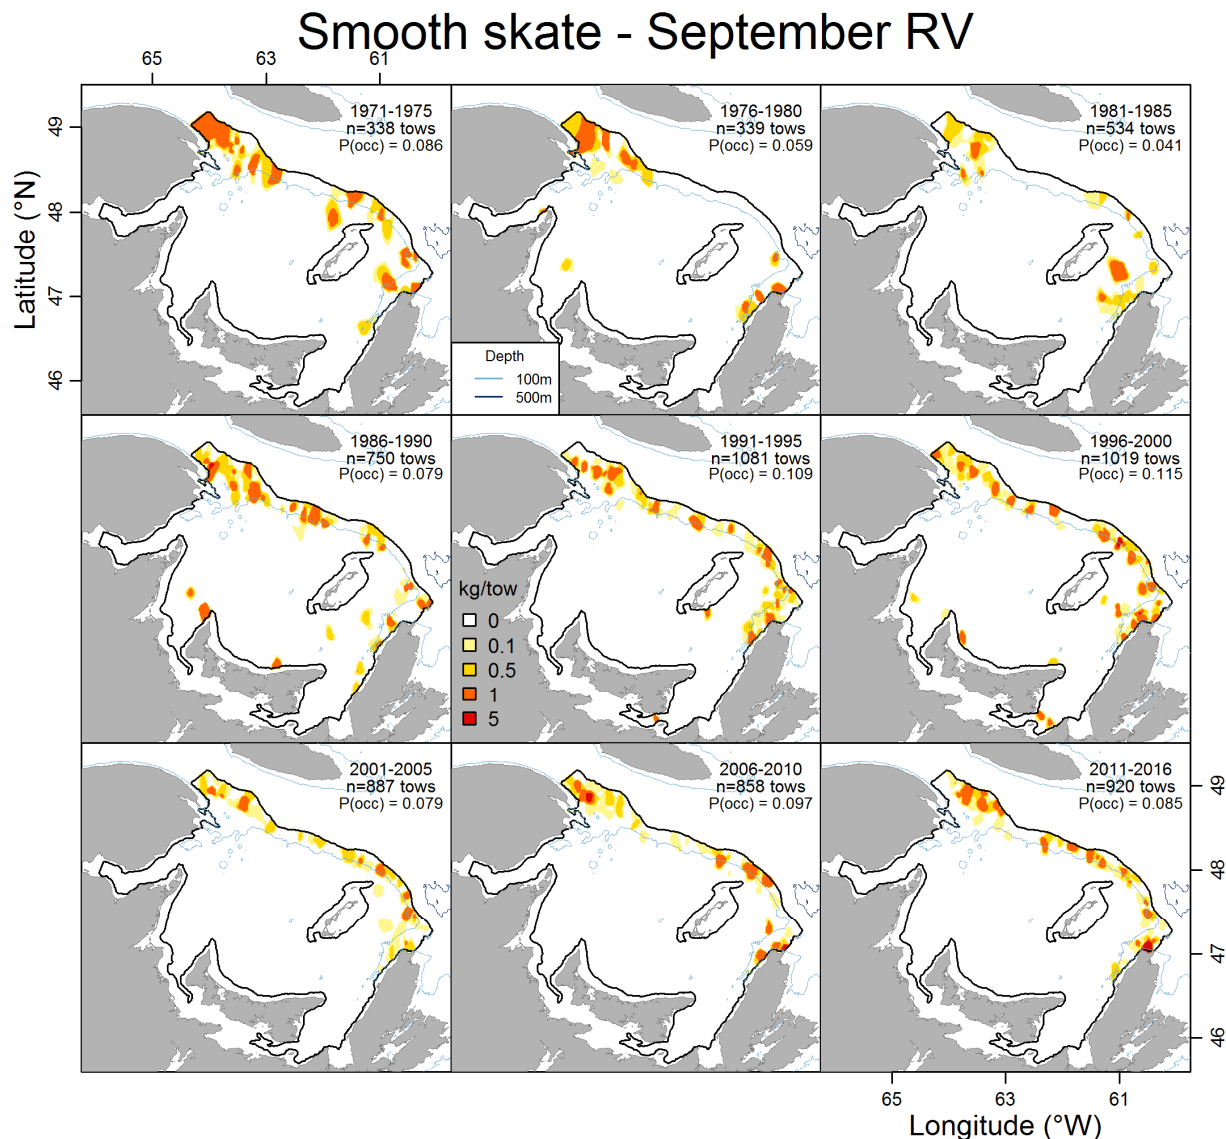 Smooth skate - September RV
65 63 61
1971-1975
n=338 tows
P(occ) = 0.086
1976-1980
n=339 tows
P(occ) = 0.059
1981-1985
n=534 tows
P(occ) = 0.041
49
48
47
46
Latitude (°N)
Depth
100m
500m
1986-1990
n=750 tows
P(occ) = 0.079
1991-1995
n=1081 tows
P(occ) = 0.109
1996-2000
n=1019 tows
P(occ) = 0.115
kg/tow
0
0.1
0.5
1
5
2001-2005
n=887 tows
P(occ) = 0.079
2006-2010
n=858 tows
P(occ) = 0.097
2011-2016
n=920 tows
P(occ) = 0.085
49
48
47
46
65 63 61
Longitude (°W)